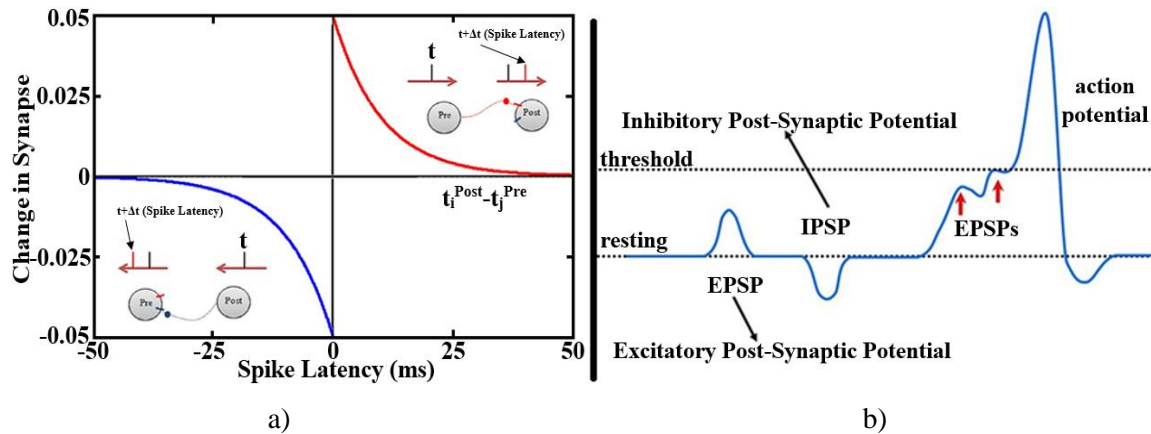 0.05
0.025
0
-0.025
-0.05
Change in Synapse
t+Δt (Spike Latency)
t
Pre
Post
t_i^Post-t_j^Pre
t+Δt (Spike Latency)
t
Pre
Post
-50
-25
0
25
50
Spike Latency (ms)
a)
action
potential
Inhibitory Post-Synaptic Potential
threshold
IPSP
EPSPs
resting
EPSP
Excitatory Post-Synaptic Potential
b)